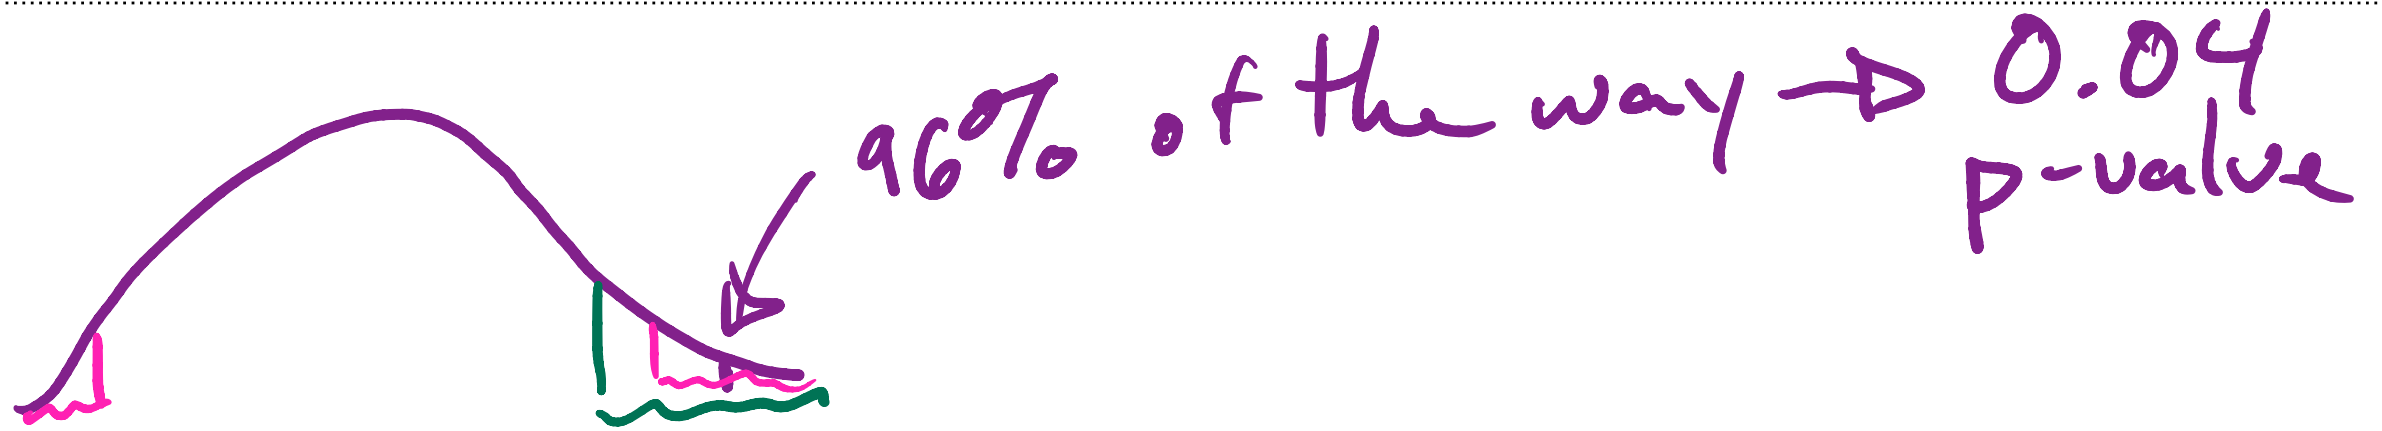 96% of the way → 0.04
p-value